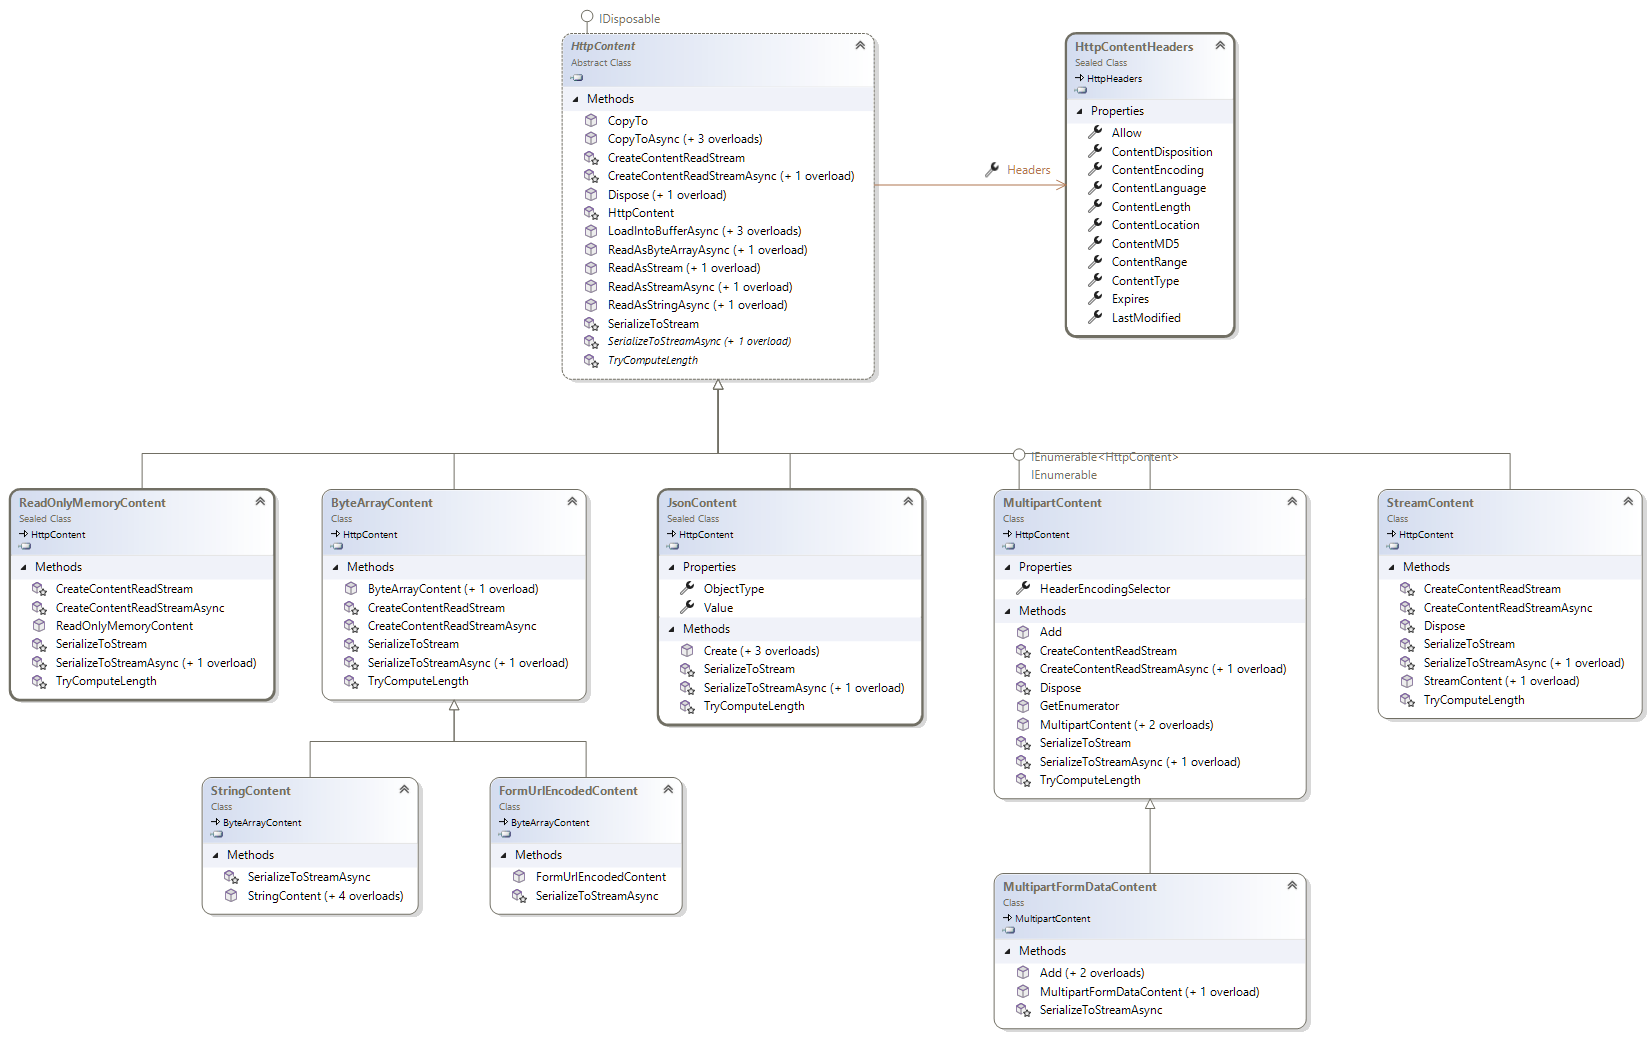 IDisposable
HttpContent
Abstract Class
Methods
CopyTo
CopyToAsync (+ 3 overloads)
CreateContentReadStream
CreateContentReadStreamAsync (+ 1 overload)
Dispose (+ 1 overload)
HttpContent
LoadIntoBufferAsync (+ 3 overloads)
ReadAsByteArrayAsync (+ 1 overload)
ReadAsStream (+ 1 overload)
ReadAsStreamAsync (+ 1 overload)
ReadAsStringAsync (+ 1 overload)
SerializeToStream
SerializeToStreamAsync (+ 1 overload)
TryComputeLength
Headers
HttpContentHeaders
Sealed Class
HttpHeaders
Properties
Allow
ContentDisposition
ContentEncoding
ContentLanguage
ContentLength
ContentLocation
ContentMD5
ContentRange
ContentType
Expires
LastModified
ReadOnlyMemoryContent
Sealed Class
HttpContent
Methods
CreateContentReadStream
CreateContentReadStreamAsync
ReadOnlyMemoryContent
SerializeToStream
SerializeToStreamAsync (+ 1 overload)
TryComputeLength
ByteArrayContent
Class
HttpContent
Methods
ByteArrayContent (+ 1 overload)
CreateContentReadStream
CreateContentReadStreamAsync
SerializeToStream
SerializeToStreamAsync (+ 1 overload)
TryComputeLength
JsonContent
Sealed Class
HttpContent
Properties
ObjectType
Value
Methods
Create (+ 3 overloads)
SerializeToStream
SerializeToStreamAsync (+ 1 overload)
TryComputeLength
IEnumerable<HttpContent>
IEnumerable
MultipartContent
Class
HttpContent
Properties
HeaderEncodingSelector
Methods
Add
CreateContentReadStream
CreateContentReadStreamAsync (+ 1 overload)
Dispose
GetEnumerator
MultipartContent (+ 2 overloads)
SerializeToStream
SerializeToStreamAsync (+ 1 overload)
TryComputeLength
StreamContent
Class
HttpContent
Methods
CreateContentReadStream
CreateContentReadStreamAsync
Dispose
SerializeToStream
SerializeToStreamAsync (+ 1 overload)
StreamContent (+ 1 overload)
TryComputeLength
StringContent
Class
ByteArrayContent
Methods
SerializeToStreamAsync
StringContent (+ 4 overloads)
FormUrlEncodedContent
Class
ByteArrayContent
Methods
FormUrlEncodedContent
SerializeToStreamAsync
MultipartFormDataContent
Class
MultipartContent
Methods
Add (+ 2 overloads)
MultipartFormDataContent (+ 1 overload)
SerializeToStreamAsync